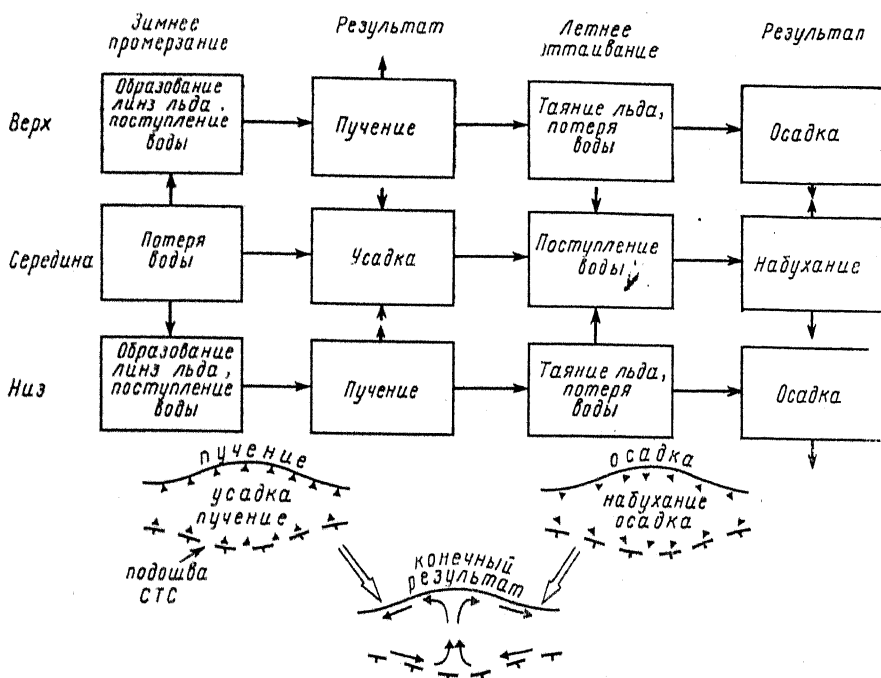 Зимнее промерзание
Результат
Летнее оттаивание
Результат
Верх
Образование
линз льда,
поступление
воды
Пучение
Таяние льда,
потеря
воды
Осадка
Середина
Потеря
воды
Усадка
Поступление
воды
Набухание
Низ
Образование
линз льда,
поступление
воды
Пучение
Таяние льда,
потеря
воды
Осадка
пучение
усадка
пучение
подошва
СТС
осадка
набухание
осадка
конечный
результат